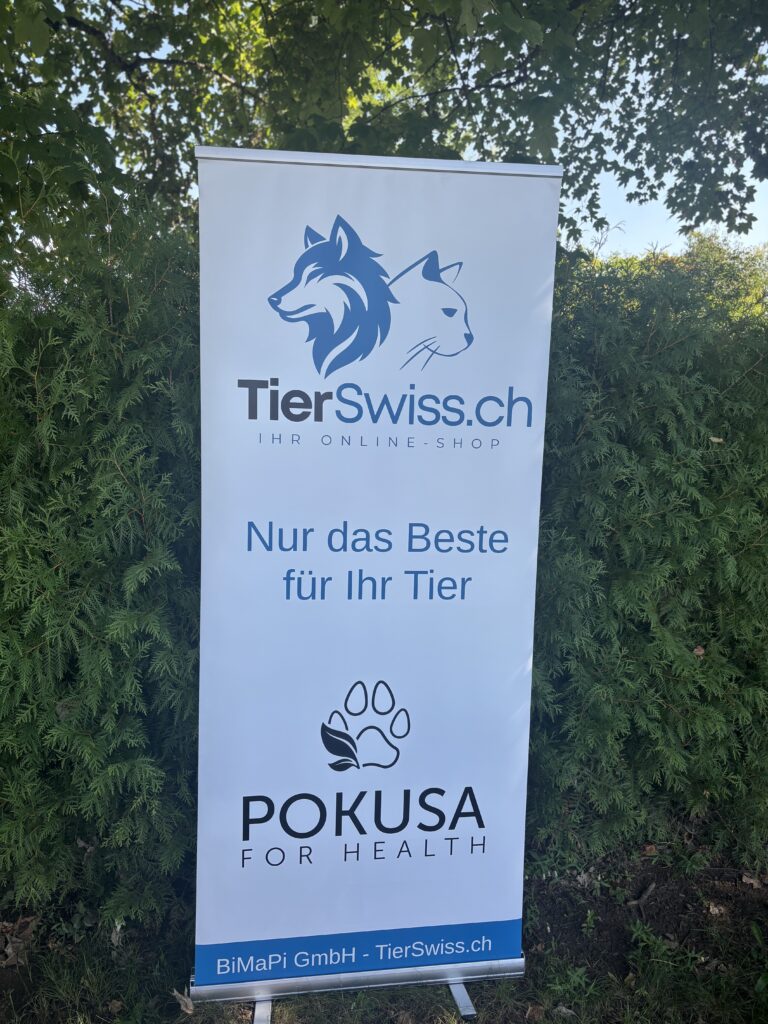 TierSwiss.ch
IHR ONLINE-SHOP
Nur das Beste
für Ihr Tier
POKUSA
FOR HEALTH
BiMaPi GmbH - TierSwiss.ch